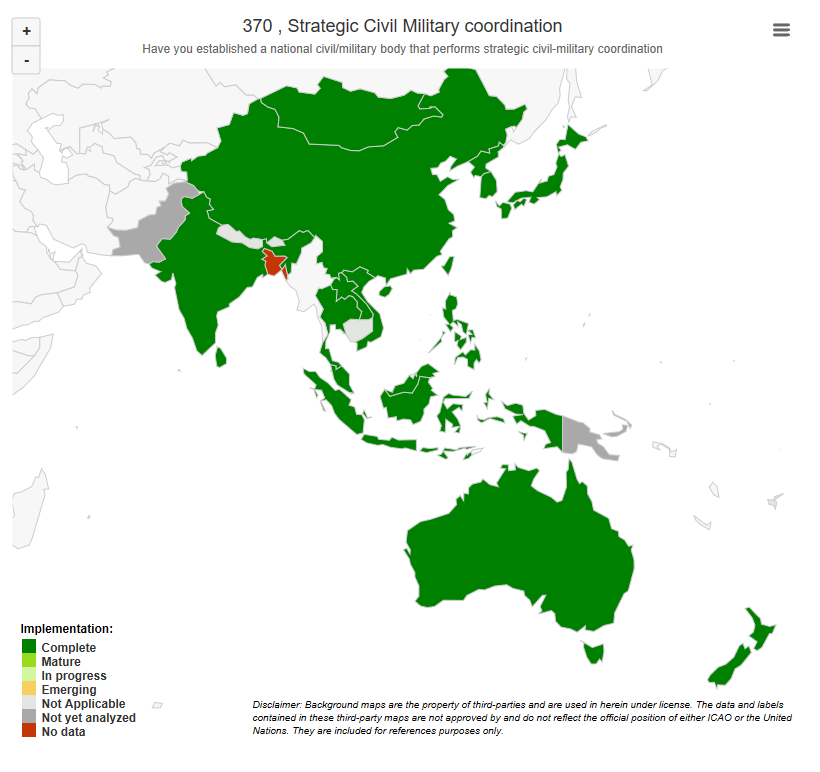 370 , Strategic Civil Military coordination
Have you established a national civil/military body that performs strategic civil-military coordination
+
-
Implementation:
Complete
Mature
In progress
Emerging
Not Applicable
Not yet analyzed
No data
Disclaimer: Background maps are the property of third-parties and are used in herein under license. The data and labels
contained in these third-party maps are not approved by and do not reflect the official position of either ICAO or the United
Nations. They are included for references purposes only.